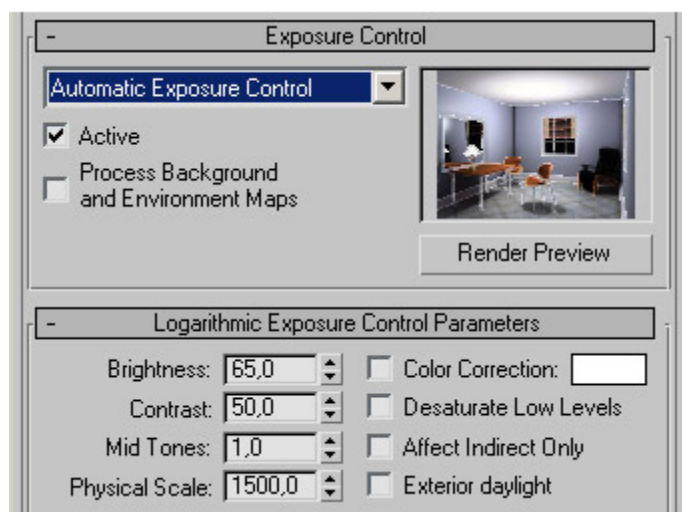 - Exposure Control
Automatic Exposure Control
Active
Process Background
and Environment Maps
Render Preview
- Logarithmic Exposure Control Parameters
Brightness: 65,0
Color Correction:
Contrast: 50,0
Desaturate Low Levels
Mid Tones: 1,0
Affect Indirect Only
Physical Scale: 1500,0
Exterior daylight